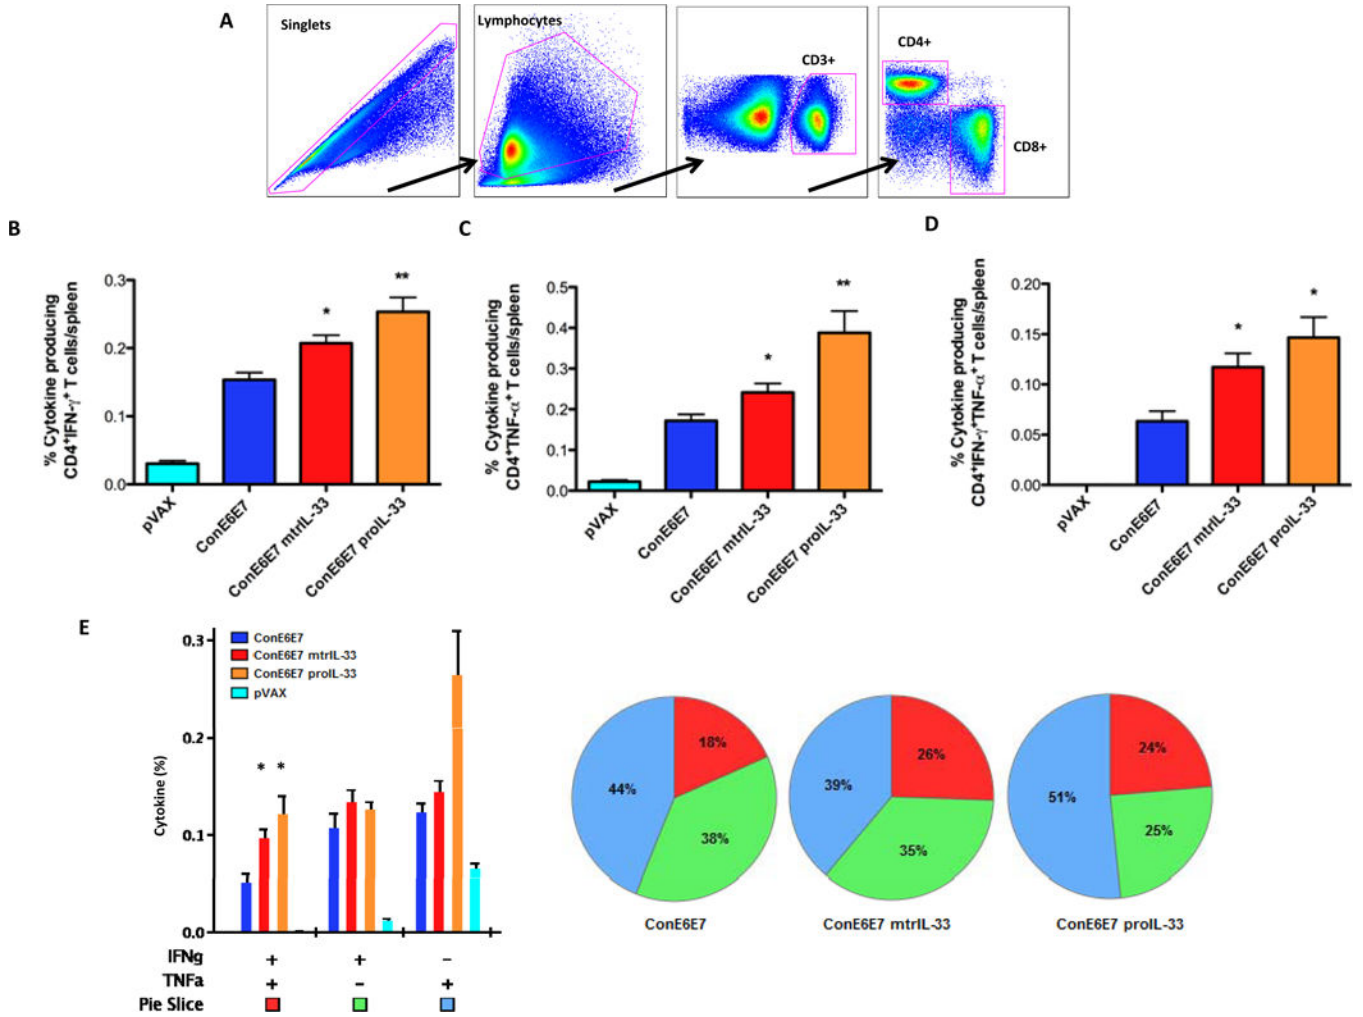 A
Singlets
Lymphocytes
CD3+
CD4+
CD8+
B
% Cytokine producing
CD4⁺IFN-γ⁺ T cells/spleen
0.3
0.2
0.1
0.0
pVAX
ConE6E7
ConE6E7 mtrIL-33
ConE6E7 proIL-33
*
**
C
% Cytokine producing
CD4⁺TNF-α⁺ T cells/spleen
0.5
0.4
0.3
0.2
0.1
0.0
pVAX
ConE6E7
ConE6E7 mtrIL-33
ConE6E7 proIL-33
*
**
D
% Cytokine producing
CD4⁺IFN-γ⁺TNF-α⁺ T cells/spleen
0.20
0.15
0.10
0.05
0.00
pVAX
ConE6E7
ConE6E7 mtrIL-33
ConE6E7 proIL-33
*
*
E
Cytokine (%)
0.3
0.2
0.1
0.0
ConE6E7
ConE6E7 mtrIL-33
ConE6E7 proIL-33
pVAX
* *
IFNg + + −
TNFa + − +
Pie Slice
18%
38%
44%
ConE6E7
26%
35%
39%
ConE6E7 mtrIL-33
24%
25%
51%
ConE6E7 proIL-33